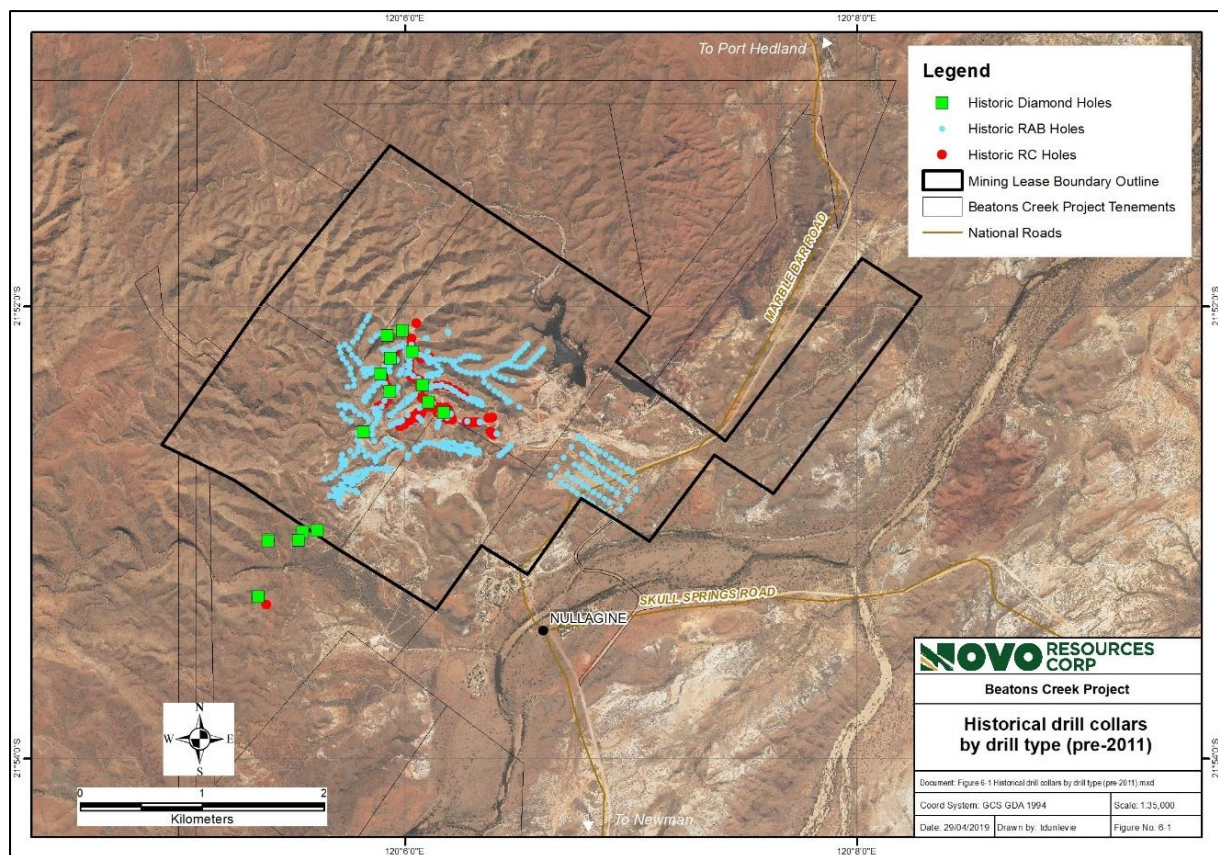 120°6'0"E
120°8'0"E
To Port Hedland
Legend
Historic Diamond Holes
Historic RAB Holes
Historic RC Holes
Mining Lease Boundary Outline
Beatons Creek Project Tenements
National Roads
MARBLE BAR ROAD
21°52'0"S
21°52'0"S
SKULL SPRINGS ROAD
NULLAGINE
NOVO RESOURCES
CORP
Beatons Creek Project
Historical drill collars
by drill type (pre-2011)
Document: Figure 6-1 Historical drill collars by drill type (pre-2011).mxd
Coord System: GCS GDA 1994
Scale: 1:35,000
Date: 29/04/2019
Drawn by: tdunlevie
Figure No: 6-1
N
W
E
S
21°54'0"S
21°54'0"S
0 1 2
Kilometers
To Newman
120°6'0"E
120°8'0"E